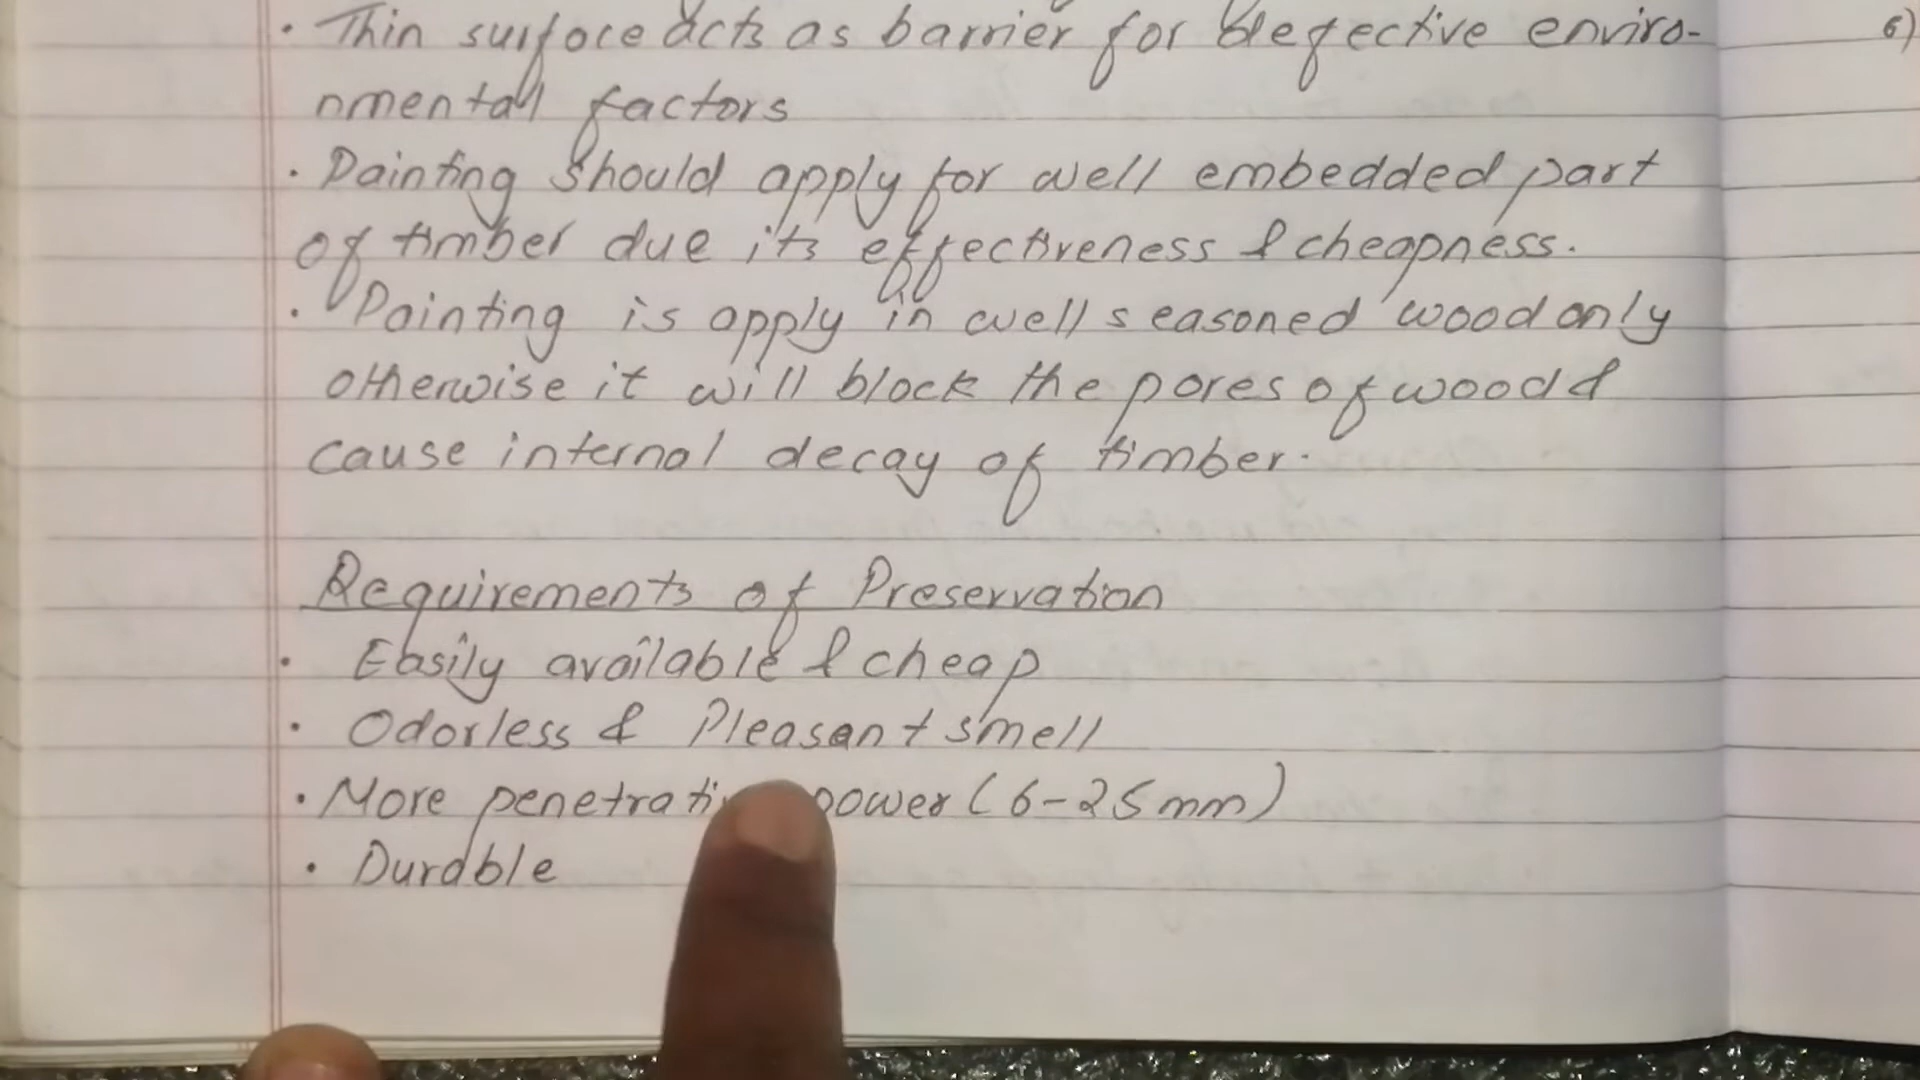 • Thin surface acts as barrier for defective enviro-
nmental factors
• Painting should apply for well embedded part
of timber due its effectiveness & cheapness.
• Painting is apply in well seasoned wood only
otherwise it will block the pores of wood &
cause internal decay of timber.
Requirements of Preservation
• Easily available & cheap
• Odorless & Pleasant smell
• More power (6-25mm)
• Durable
6)